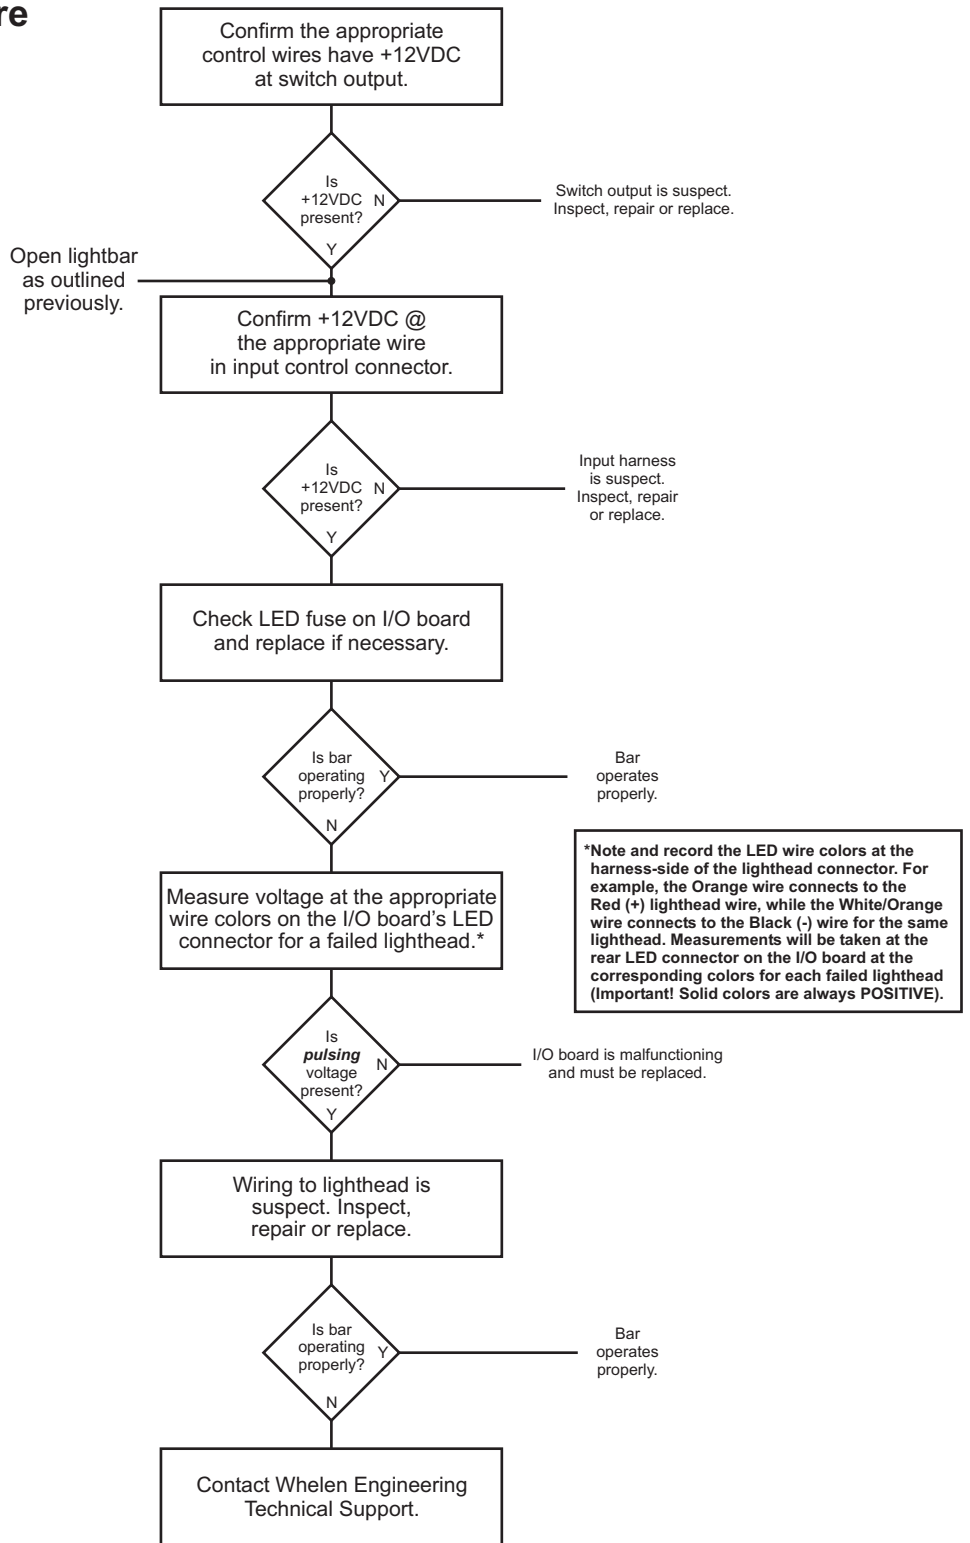 re
Confirm the appropriate
control wires have +12VDC
at switch output.
Is
+12VDC
present?
N
Y
Switch output is suspect.
Inspect, repair or replace.
Open lightbar
as outlined
previously.
Confirm +12VDC @
the appropriate wire
in input control connector.
Is
+12VDC
present?
N
Y
Input harness
is suspect.
Inspect, repair
or replace.
Check LED fuse on I/O board
and replace if necessary.
Is bar
operating
properly?
Y
N
Bar
operates
properly.
Measure voltage at the appropriate
wire colors on the I/O board's LED
connector for a failed lighthead.*
*Note and record the LED wire colors at the
harness-side of the lighthead connector. For
example, the Orange wire connects to the
Red (+) lighthead wire, while the White/Orange
wire connects to the Black (-) wire for the same
lighthead. Measurements will be taken at the
rear LED connector on the I/O board at the
corresponding colors for each failed lighthead
(Important! Solid colors are always POSITIVE).
Is
pulsing
voltage
present?
N
Y
I/O board is malfunctioning
and must be replaced.
Wiring to lighthead is
suspect. Inspect,
repair or replace.
Is bar
operating
properly?
Y
N
Bar
operates
properly.
Contact Whelen Engineering
Technical Support.